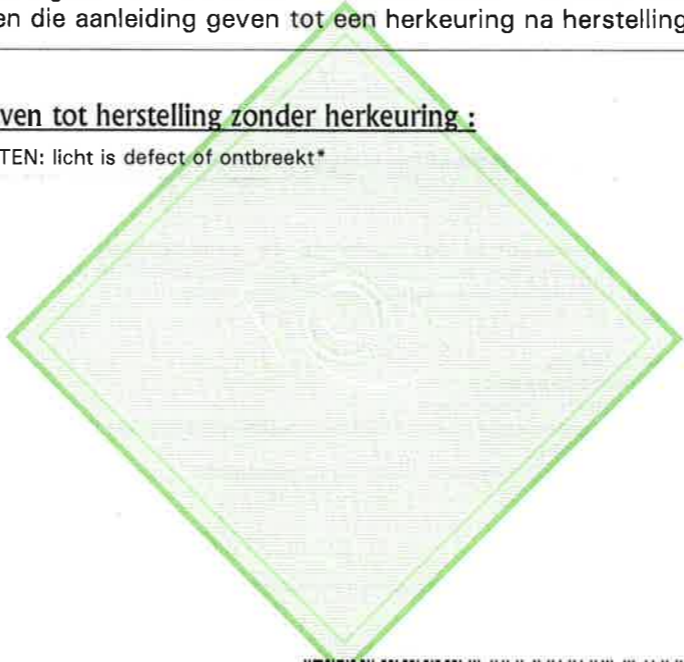 en die aanleiding geven tot een herkeuring na herstelling
ven tot herstelling zonder herkeuring :
TEN: licht is defect of ontbreekt*